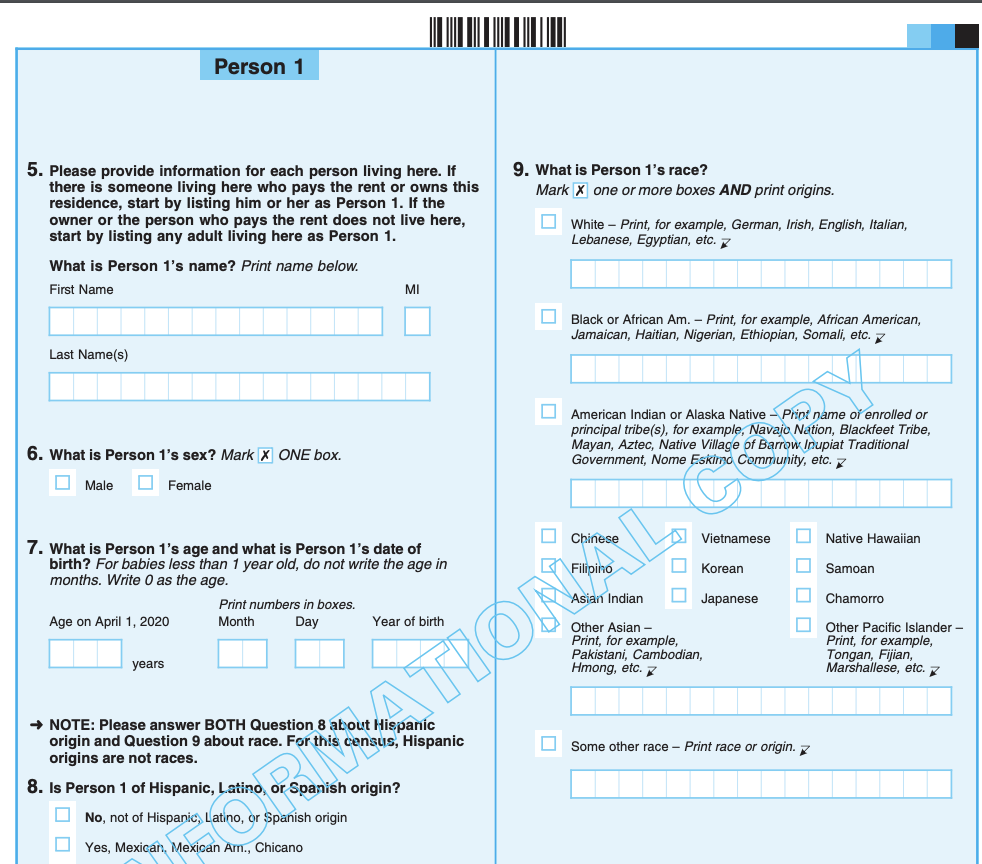 Person 1
5. Please provide information for each person living here. If
there is someone living here who pays the rent or owns this
residence, start by listing him or her as Person 1. If the
owner or the person who pays the rent does not live here,
start by listing any adult living here as Person 1.
What is Person 1's name? Print name below.
First Name MI
Last Name(s)
6. What is Person 1's sex? Mark ✗ ONE box.
Male Female
7. What is Person 1's age and what is Person 1's date of
birth? For babies less than 1 year old, do not write the age in
months. Write 0 as the age.
Print numbers in boxes.
Age on April 1, 2020 Month Day Year of birth
years
➜ NOTE: Please answer BOTH Question 8 about Hispanic
origin and Question 9 about race. For this census, Hispanic
origins are not races.
8. Is Person 1 of Hispanic, Latino, or Spanish origin?
No, not of Hispanic, Latino, or Spanish origin
Yes, Mexican, Mexican Am., Chicano
9. What is Person 1's race?
Mark ✗ one or more boxes AND print origins.
White – Print, for example, German, Irish, English, Italian,
Lebanese, Egyptian, etc.
Black or African Am. – Print, for example, African American,
Jamaican, Haitian, Nigerian, Ethiopian, Somali, etc.
American Indian or Alaska Native – Print name of enrolled or
principal tribe(s), for example, Navajo Nation, Blackfeet Tribe,
Mayan, Aztec, Native Village of Barrow Inupiat Traditional
Government, Nome Eskimo Community, etc.
Chinese Vietnamese Native Hawaiian
Filipino Korean Samoan
Asian Indian Japanese Chamorro
Other Asian –
Print, for example,
Pakistani, Cambodian,
Hmong, etc.
Other Pacific Islander –
Print, for example,
Tongan, Fijian,
Marshallese, etc.
Some other race – Print race or origin.
NFORMATIONAL COPY